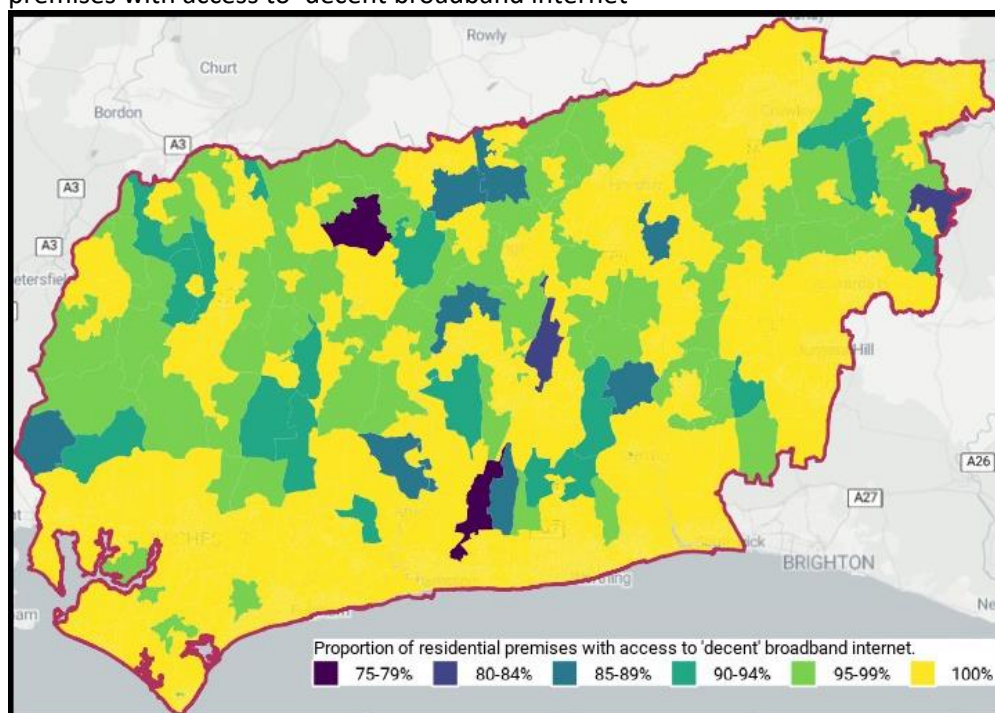 premises with access to 'decent' broadband internet
Rowly
Churt
Bordon
A3
A3
A3
etersfiel
Hill
A26
A27
BRIGHTON
Proportion of residential premises with access to 'decent' broadband internet.
75-79% 80-84% 85-89% 90-94% 95-99% 100%